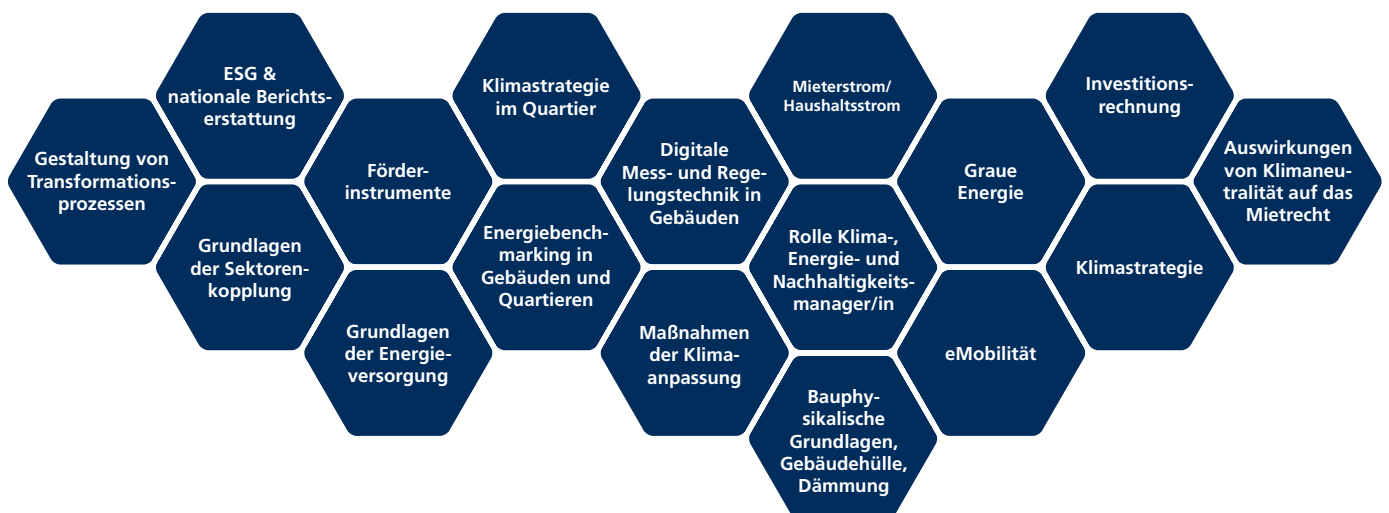 ESG &
nationale Berichts-
erstattung
Klimastrategie
im Quartier
Mieterstrom/
Haushaltsstrom
Investitions-
rechnung
Gestaltung von
Transformations-
prozessen
Förder-
instrumente
Digitale
Mess- und Rege-
lungstechnik in
Gebäuden
Graue
Energie
Auswirkungen
von Klimaneu-
tralität auf das
Mietrecht
Grundlagen
der Sektoren-
kopplung
Energiebench-
marking in
Gebäuden und
Quartieren
Rolle Klima-,
Energie- und
Nachhaltigkeits-
manager/in
Klimastrategie
Grundlagen
der Energie-
versorgung
Maßnahmen
der Klima-
anpassung
eMobilität
Bauphy-
sikalische
Grundlagen,
Gebäudehülle,
Dämmung